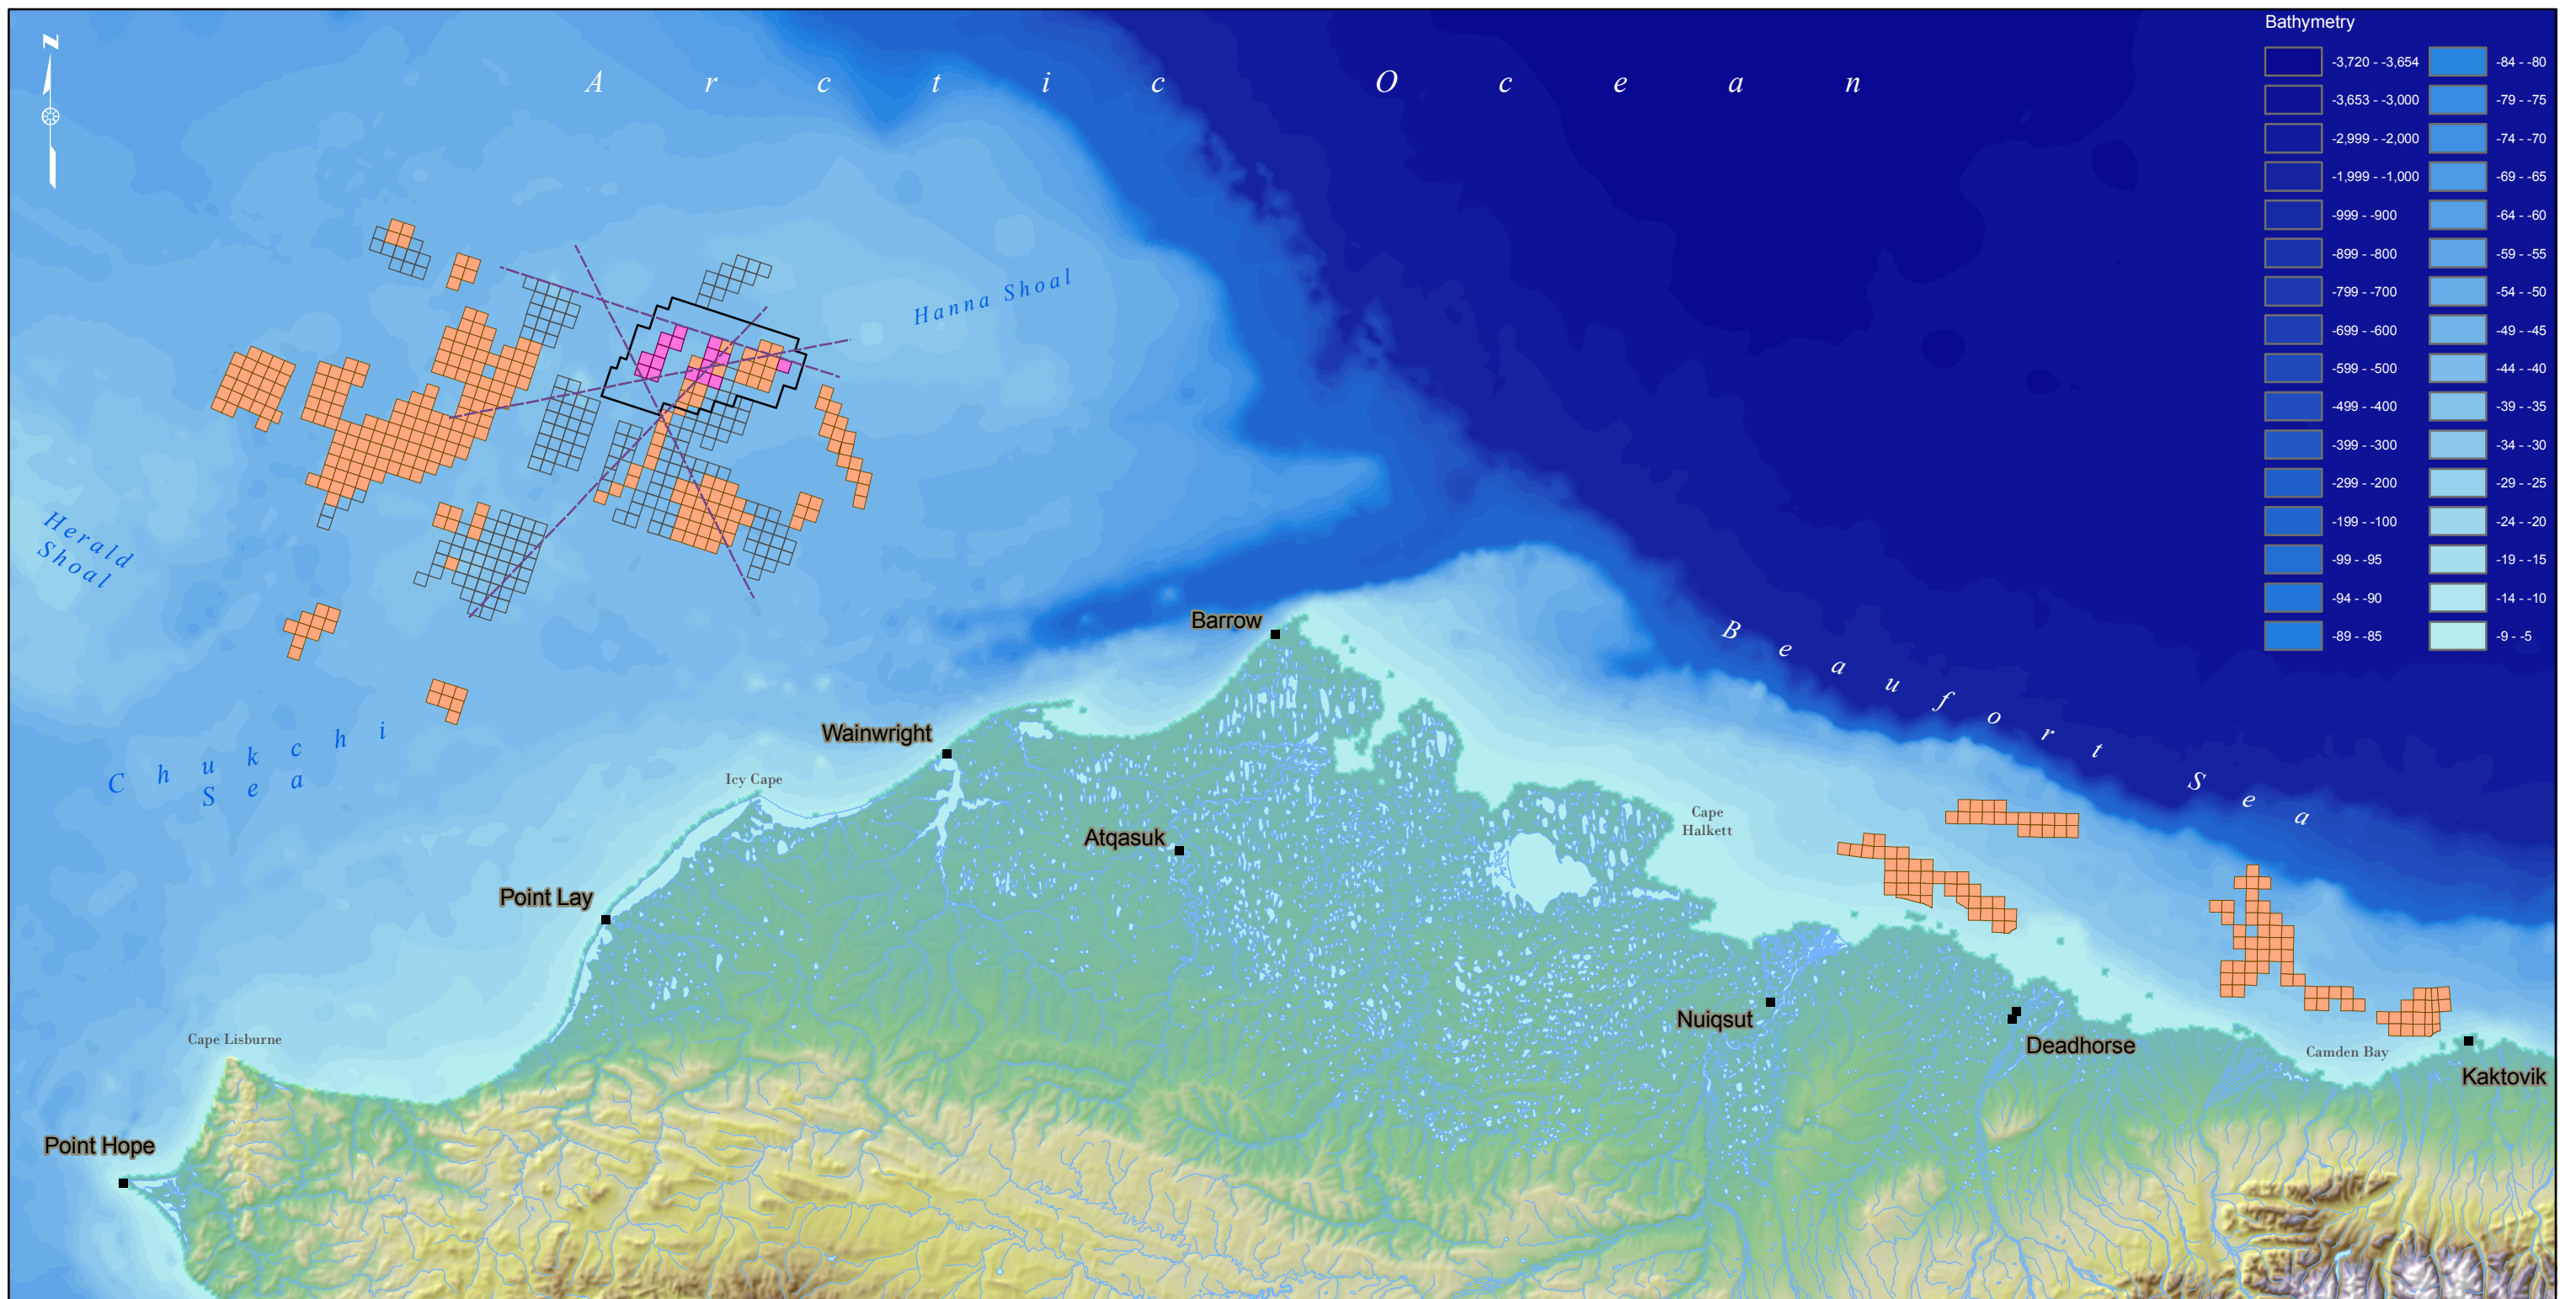 N
Arctic Ocean
Hanna Shoal
Herald
Shoal
Chukchi
Sea
Beaufort Sea
Barrow
Wainwright
Icy Cape
Atqasuk
Point Lay
Cape
Halkett
Nuiqsut
Deadhorse
Camden Bay
Kaktovik
Cape Lisburne
Point Hope
Bathymetry
-3,720 - -3,654
-3,653 - -3,000
-2,999 - -2,000
-1,999 - -1,000
-999 - -900
-899 - -800
-799 - -700
-699 - -600
-599 - -500
-499 - -400
-399 - -300
-299 - -200
-199 - -100
-99 - -95
-94 - -90
-89 - -85
-84 - -80
-79 - -75
-74 - -70
-69 - -65
-64 - -60
-59 - -55
-54 - -50
-49 - -45
-44 - -40
-39 - -35
-34 - -30
-29 - -25
-24 - -20
-19 - -15
-14 - -10
-9 - -5